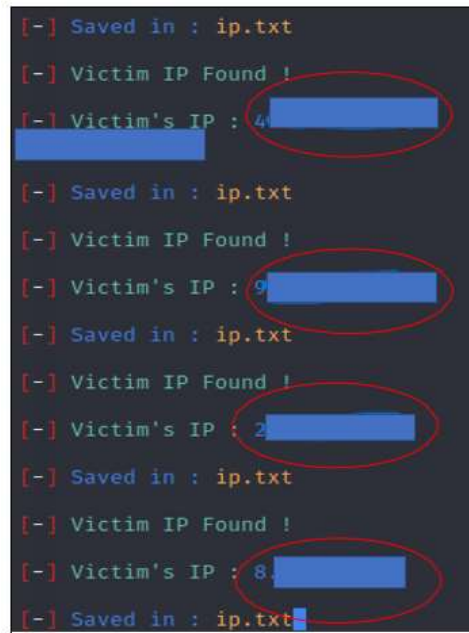 [-] Saved in : ip.txt
[-] Victim IP Found !
[-] Victim's IP : 4
[-] Saved in : ip.txt
[-] Victim IP Found !
[-] Victim's IP : 9
[-] Saved in : ip.txt
[-] Victim IP Found !
[-] Victim's IP : 2
[-] Saved in : ip.txt
[-] Victim IP Found !
[-] Victim's IP : 8.
[-] Saved in : ip.txt